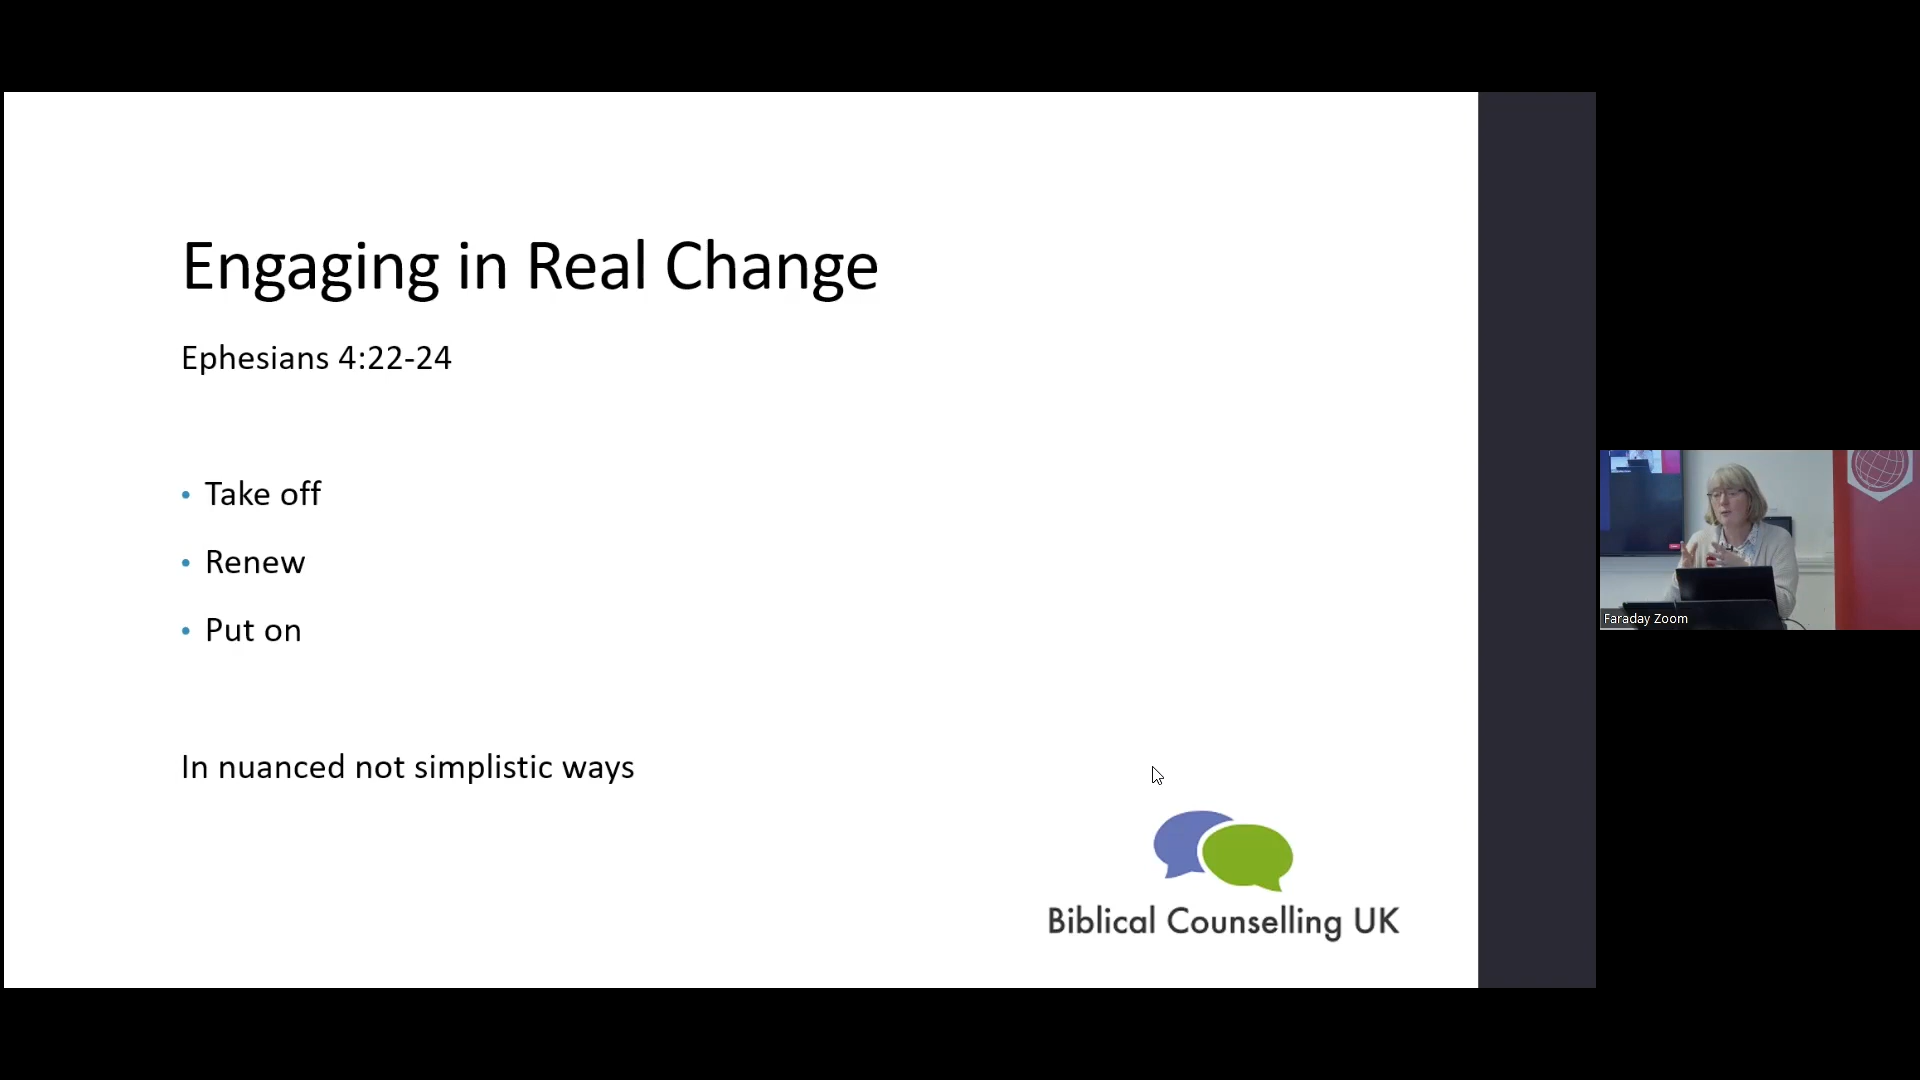 Engaging in Real Change
Ephesians 4:22-24
• Take off
• Renew
• Put on
In nuanced not simplistic ways
Biblical Counselling UK
Faraday Zoom